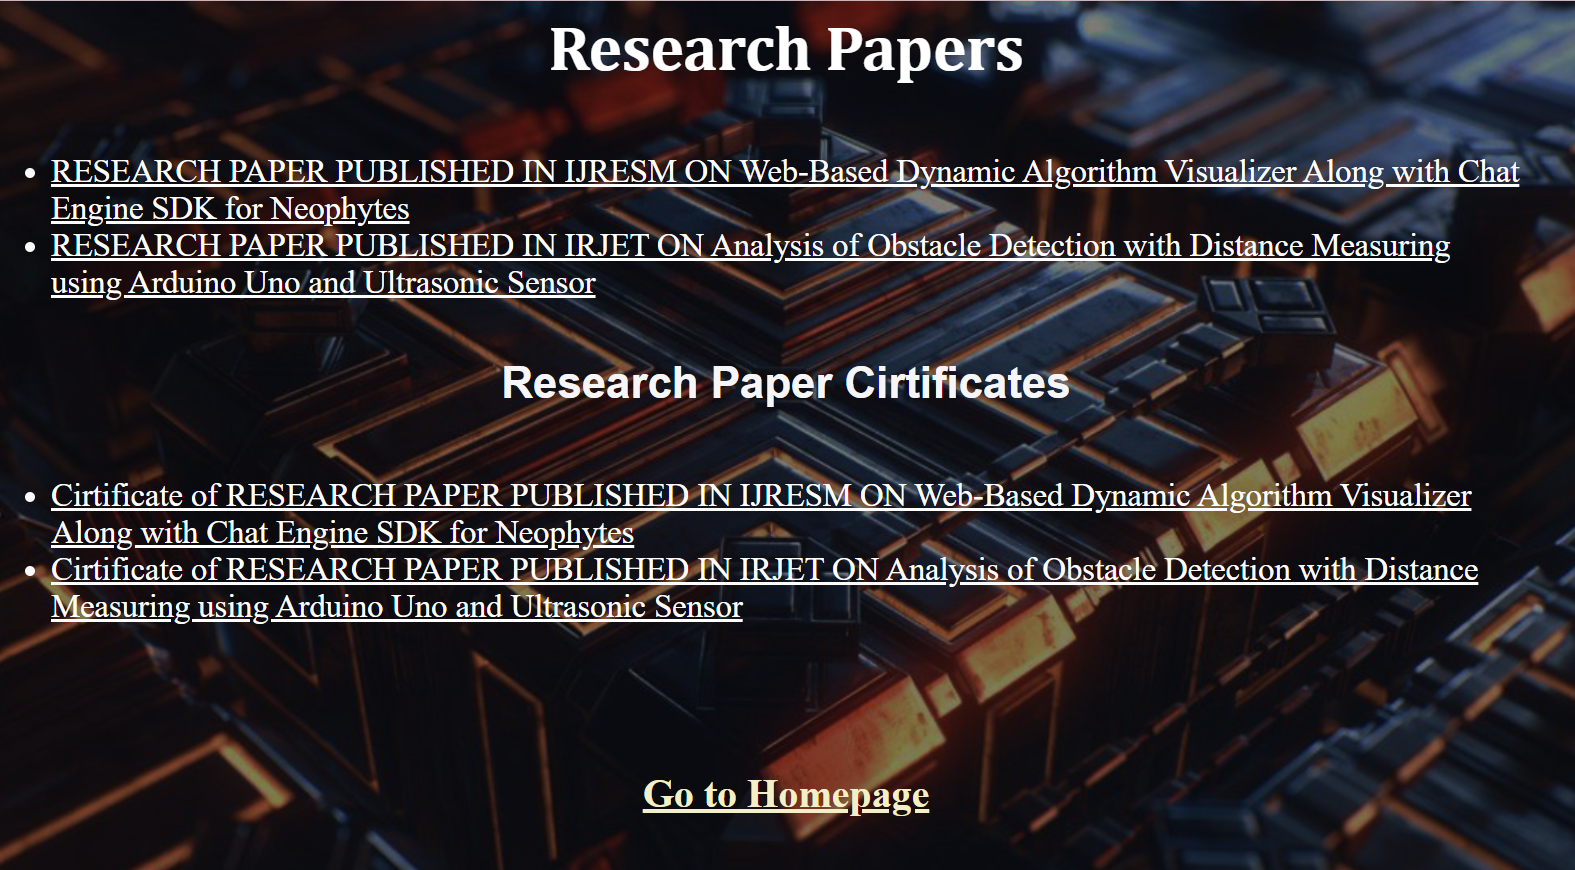 Research Papers
RESEARCH PAPER PUBLISHED IN IJRESM ON Web-Based Dynamic Algorithm Visualizer Along with Chat
Engine SDK for Neophytes
RESEARCH PAPER PUBLISHED IN IRJET ON Analysis of Obstacle Detection with Distance Measuring
using Arduino Uno and Ultrasonic Sensor
Research Paper Cirtificates
Cirtificate of RESEARCH PAPER PUBLISHED IN IJRESM ON Web-Based Dynamic Algorithm Visualizer
Along with Chat Engine SDK for Neophytes
Cirtificate of RESEARCH PAPER PUBLISHED IN IRJET ON Analysis of Obstacle Detection with Distance
Measuring using Arduino Uno and Ultrasonic Sensor
Go to Homepage